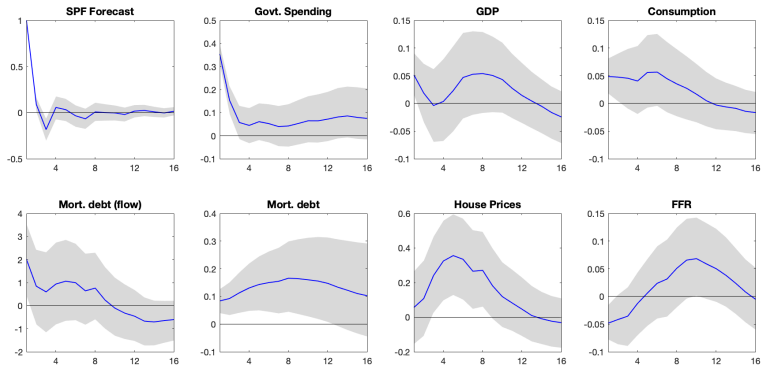 SPF Forecast
1
0.5
0
-0.5
4 8 12 16
Govt. Spending
0.5
0.4
0.3
0.2
0.1
0
-0.1
4 8 12 16
GDP
0.15
0.1
0.05
0
-0.05
-0.1
4 8 12 16
Consumption
0.15
0.1
0.05
0
-0.05
-0.1
4 8 12 16
Mort. debt (flow)
4
3
2
1
0
-1
-2
4 8 12 16
Mort. debt
0.4
0.3
0.2
0.1
0
-0.1
4 8 12 16
House Prices
0.6
0.4
0.2
0
-0.2
4 8 12 16
FFR
0.15
0.1
0.05
0
-0.05
-0.1
4 8 12 16